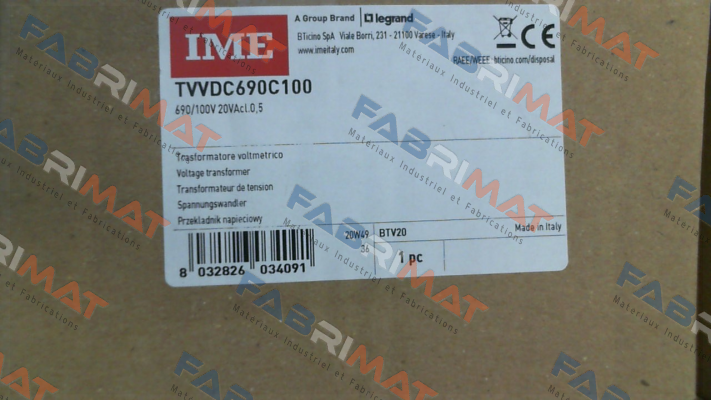 IME
A Group Brand | legrand
BTicino SpA Viale Borri, 231 - 21100 Varese - Italy
www.imeitaly.com
CE
RAEE/WEEE: bticino.com/disposal
TVVDC690C100
690/100V 20VAcl.0,5
Trasformatore voltmetrico
Voltage transformer
Transformateur de tension
Spannungswandler
Przekladnik napieciowy
20W49
36
BTV20
Made in Italy
1 pc
8 032826 034091
FABRIMAT
Materiaux Industriel et Fabrications